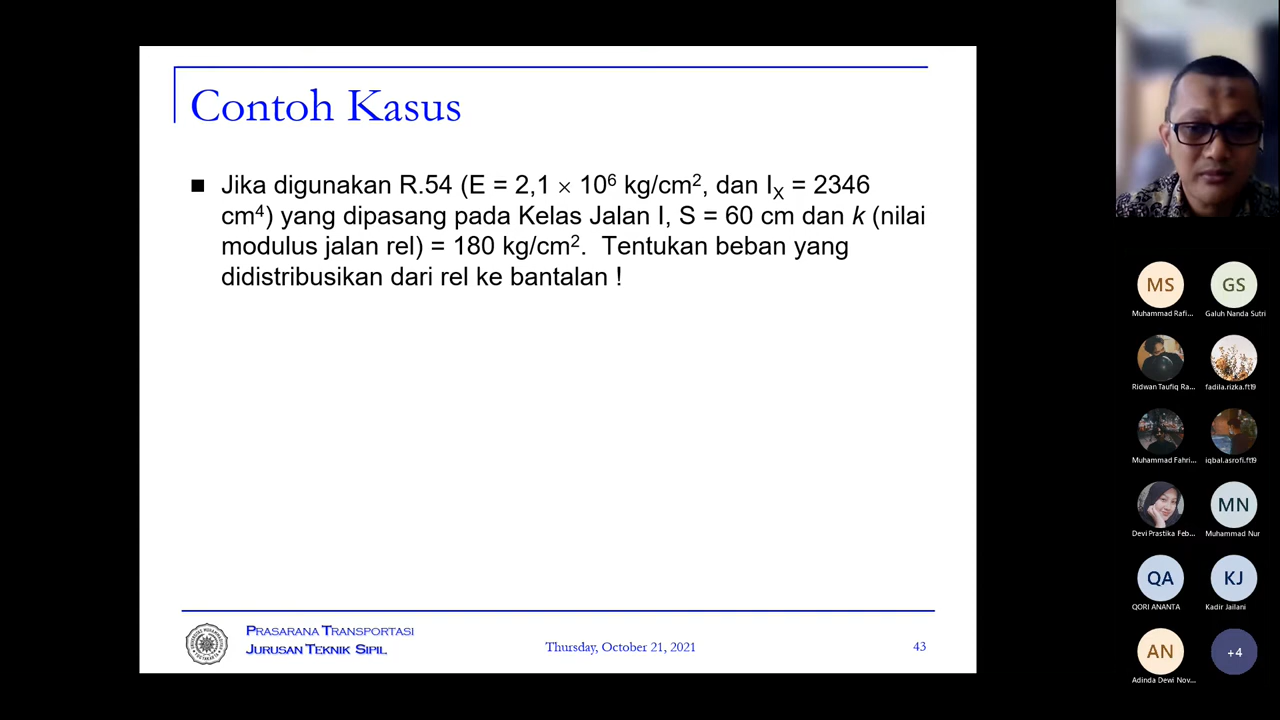 Contoh Kasus
■ Jika digunakan R.54 (E = 2,1 × 10⁶ kg/cm², dan Iₓ = 2346
cm⁴) yang dipasang pada Kelas Jalan I, S = 60 cm dan k (nilai
modulus jalan rel) = 180 kg/cm². Tentukan beban yang
didistribusikan dari rel ke bantalan !
PRASARANA TRANSPORTASI
JURUSAN TEKNIK SIPIL
Thursday, October 21, 2021
43
MS
GS
Muhammad Rafi...
Galuh Nanda Sutri
Ridwan Taufiq Ra...
fadila.rizka.ft19
Muhammad Fahri...
iqbal.asrofi.ft19
Devi Prastika Feb...
MN
Muhammad Nur
QA
KJ
QORI ANANTA
Kadir Jailani
AN
+4
Adinda Dewi Nov...